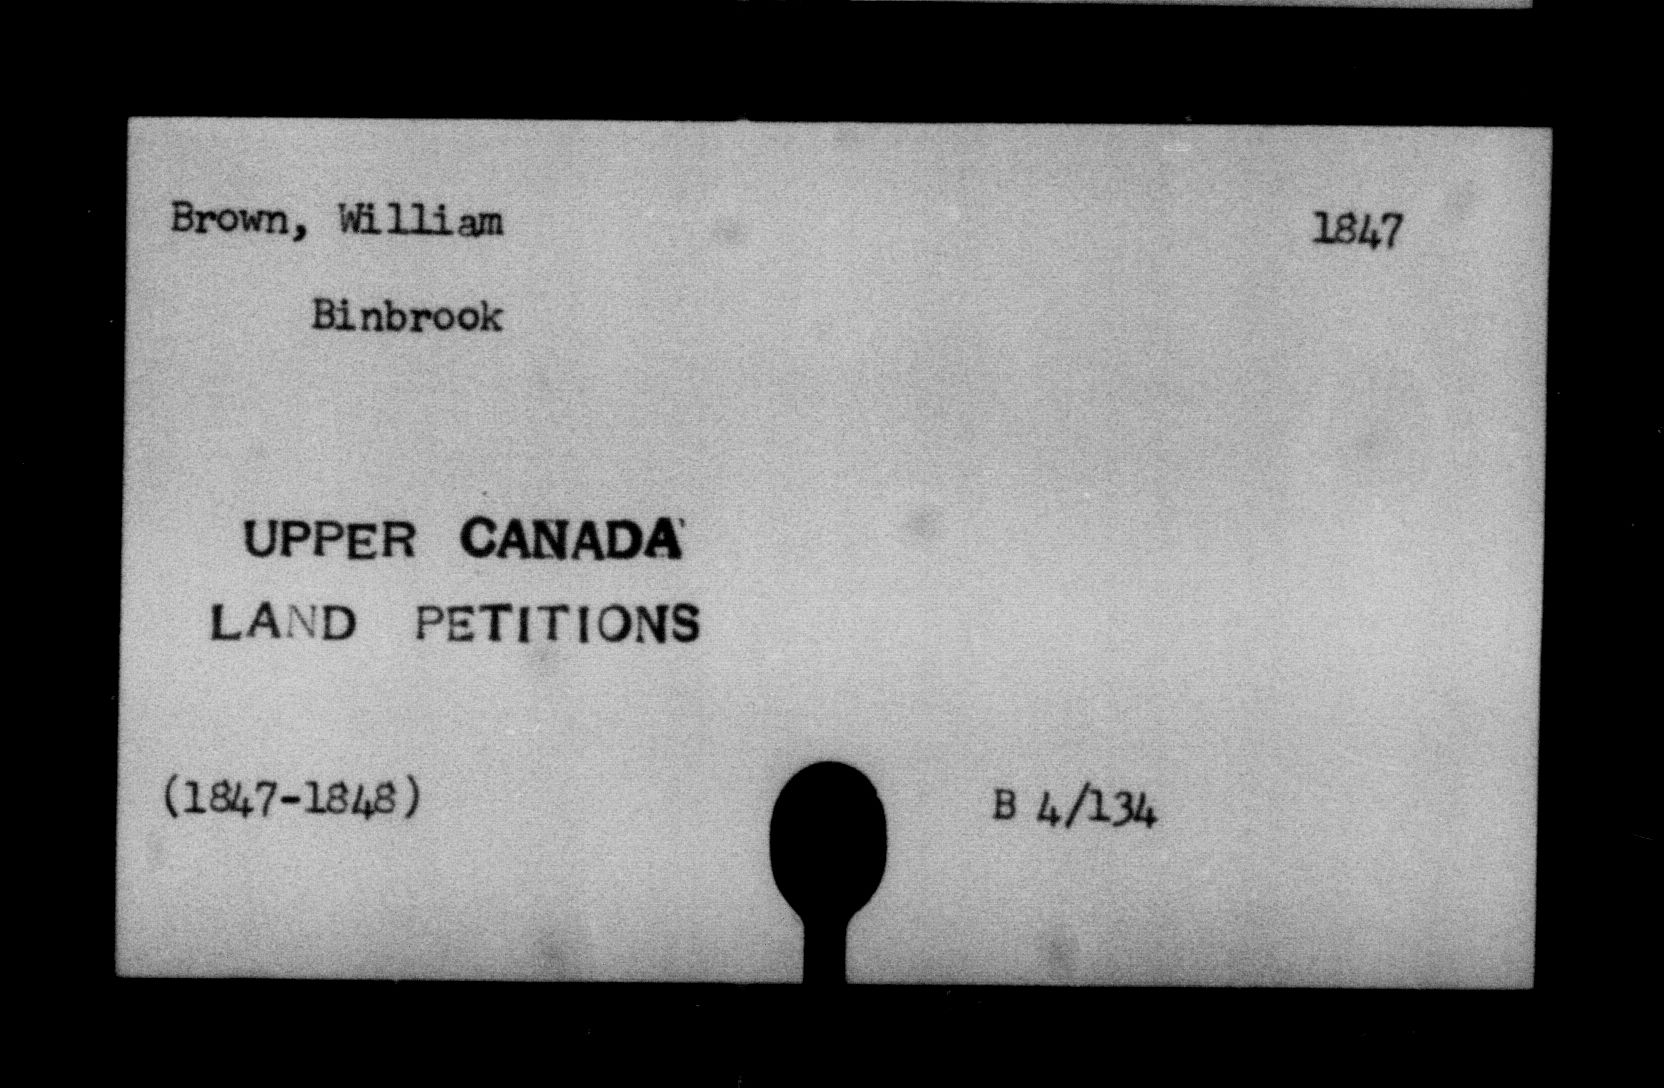 Brown, William 1847
Binbrook
UPPER CANADA
LAND PETITIONS
(1847-1848) B 4/134